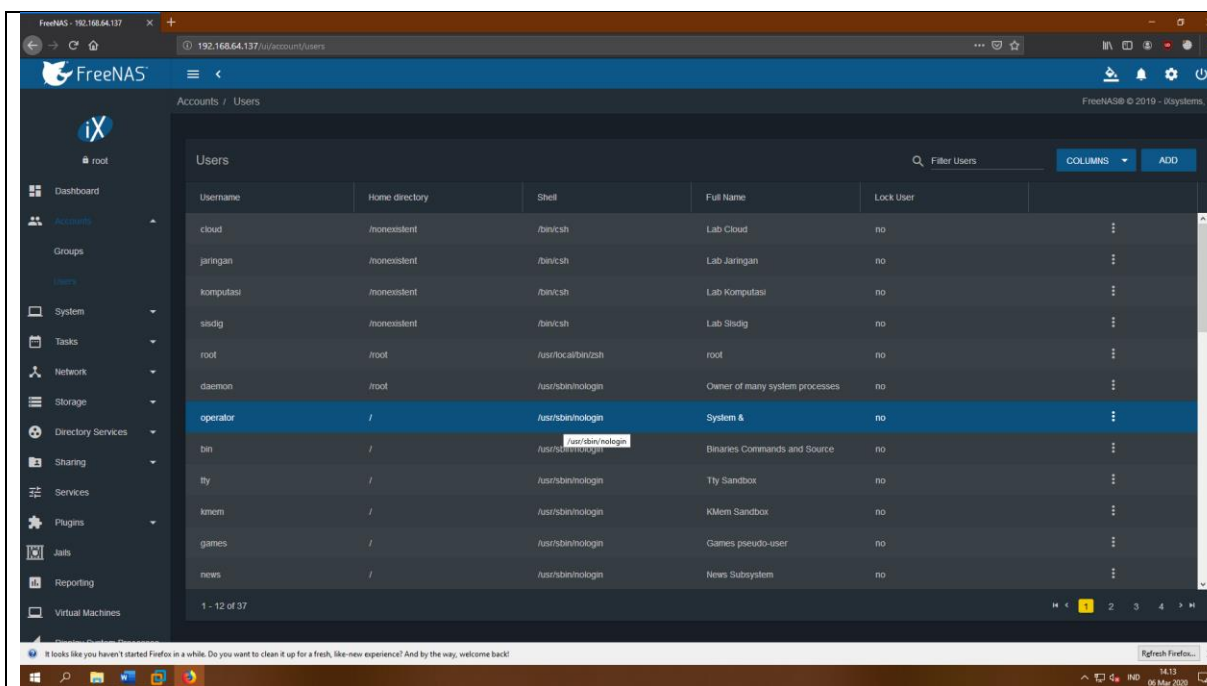 FreeNAS - 192.168.64.137
192.168.64.137/ui/account/users
FreeNAS
Accounts / Users
FreeNAS® © 2019 - iXsystems,
iX
root
Dashboard
Accounts
Groups
Users
System
Tasks
Network
Storage
Directory Services
Sharing
Services
Plugins
Jails
Reporting
Virtual Machines
Display System Processes
Users
Filter Users
COLUMNS
ADD
Username Home directory Shell Full Name Lock User
cloud /nonexistent /bin/csh Lab Cloud no
jaringan /nonexistent /bin/csh Lab Jaringan no
komputasi /nonexistent /bin/csh Lab Komputasi no
sisdig /nonexistent /bin/csh Lab Sisdig no
root /root /usr/local/bin/zsh root no
daemon /root /usr/sbin/nologin Owner of many system processes no
operator / /usr/sbin/nologin System & no
/usr/sbin/nologin
bin / /usr/sbin/nologin Binaries Commands and Source no
tty / /usr/sbin/nologin Tty Sandbox no
kmem / /usr/sbin/nologin KMem Sandbox no
games / /usr/sbin/nologin Games pseudo-user no
news / /usr/sbin/nologin News Subsystem no
1 - 12 of 37
1 2 3 4
It looks like you haven't started Firefox in a while. Do you want to clean it up for a fresh, like-new experience? And by the way, welcome back!
Refresh Firefox...
IND
14.13
06 Mar 2020